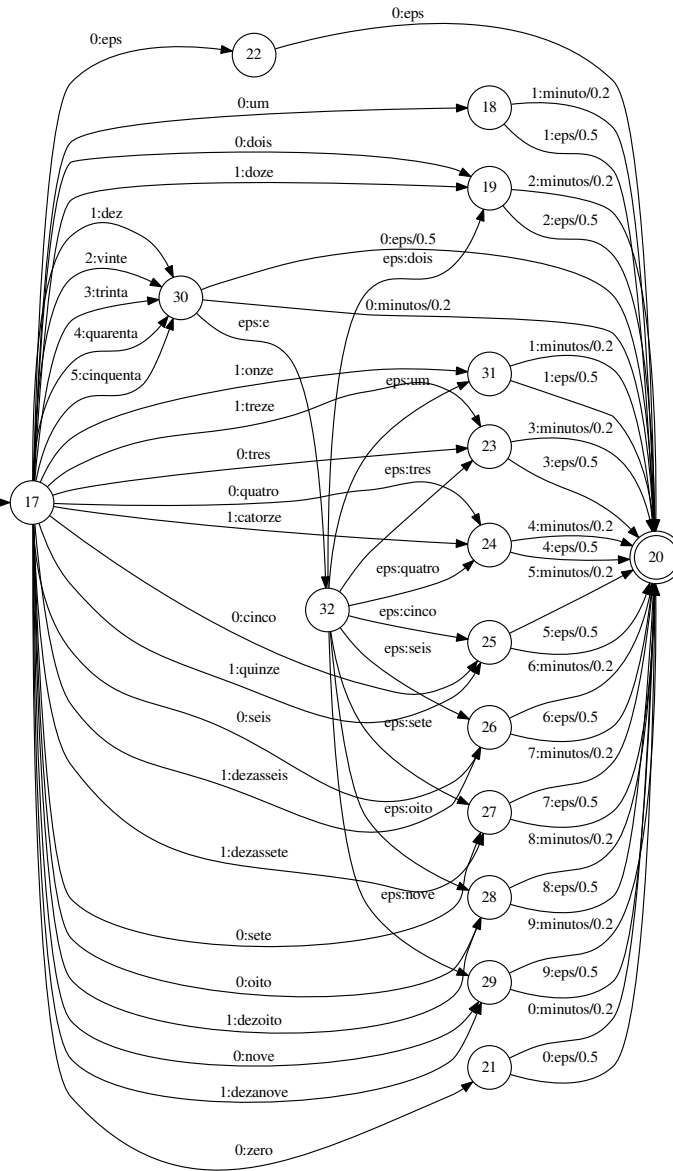 0:eps
0:eps
22
0:um
18
1:minuto/0.2
1:eps/0.5
0:dois
1:doze
19
2:minutos/0.2
2:eps/0.5
1:dez
2:vinte
3:trinta
4:quarenta
5:cinquenta
30
0:eps/0.5
eps:dois
0:minutos/0.2
eps:e
1:onze
eps:um
31
1:minutos/0.2
1:eps/0.5
1:treze
23
3:minutos/0.2
3:eps/0.5
0:tres
eps:tres
17
0:quatro
1:catorze
24
4:minutos/0.2
4:eps/0.5
20
eps:quatro
5:minutos/0.2
32
0:cinco
eps:cinco
25
5:eps/0.5
eps:seis
1:quinze
6:minutos/0.2
0:seis
eps:sete
26
6:eps/0.5
7:minutos/0.2
1:dezasseis
eps:oito
27
7:eps/0.5
8:minutos/0.2
1:dezassete
eps:nove
28
8:eps/0.5
9:minutos/0.2
0:sete
0:oito
29
9:eps/0.5
1:dezoito
0:minutos/0.2
0:nove
21
0:eps/0.5
1:dezanove
0:zero